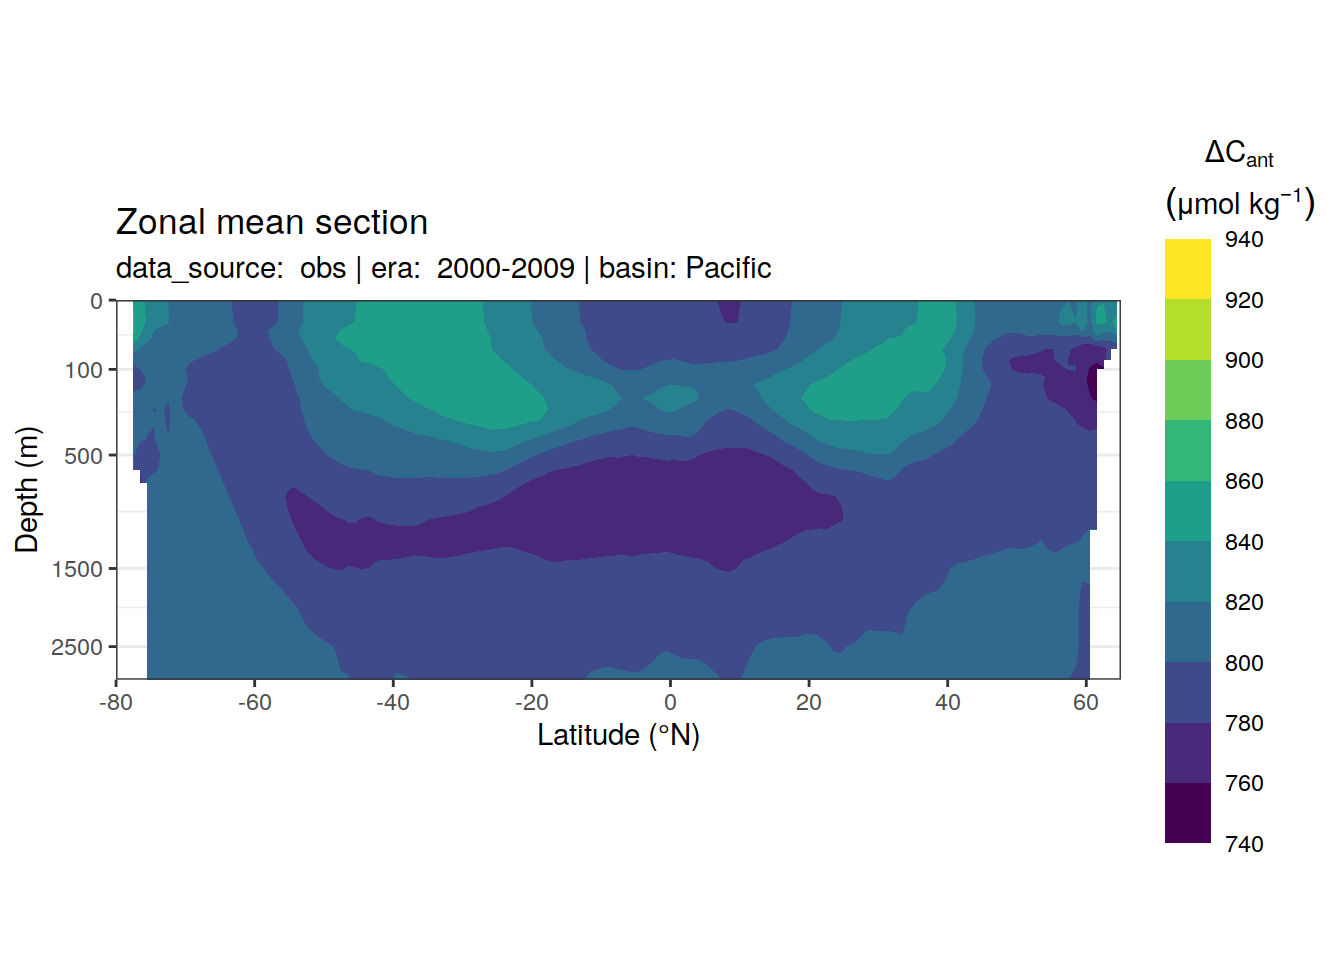 Zonal mean section
data_source:  obs | era:  2000-2009 | basin: Pacific
ΔCant
(μmol kg⁻¹)
940
920
900
880
860
840
820
800
780
760
740
Depth (m)
0
100
500
1500
2500
-80 -60 -40 -20 0 20 40 60
Latitude (°N)